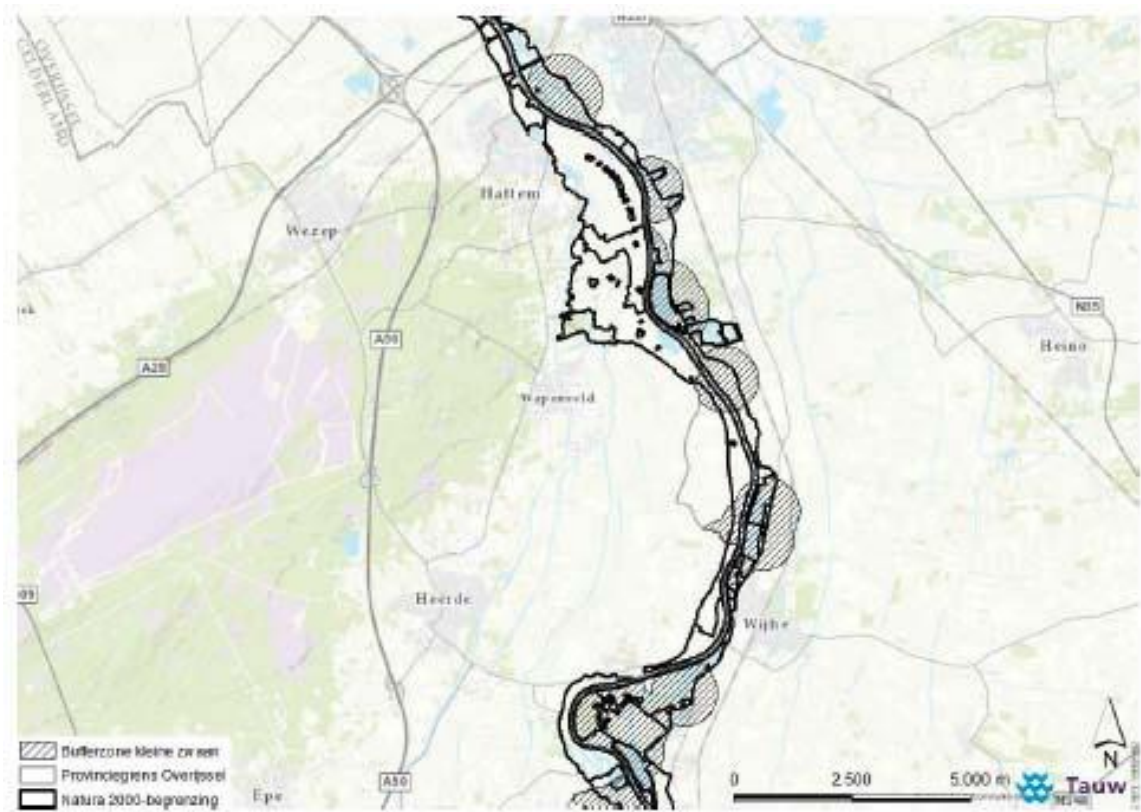 OVERIJSSEL
GELDERLAND
Hattem
Wezep
N35
A50
Heino
A28
Wapenveld
Heerde
Wijhe
Bufferzone kleine zwaan
Provinciegrens Overijssel
Natura 2000-begrenzing
Epe
A50
0 2 500 5.000 m
N
Tauw